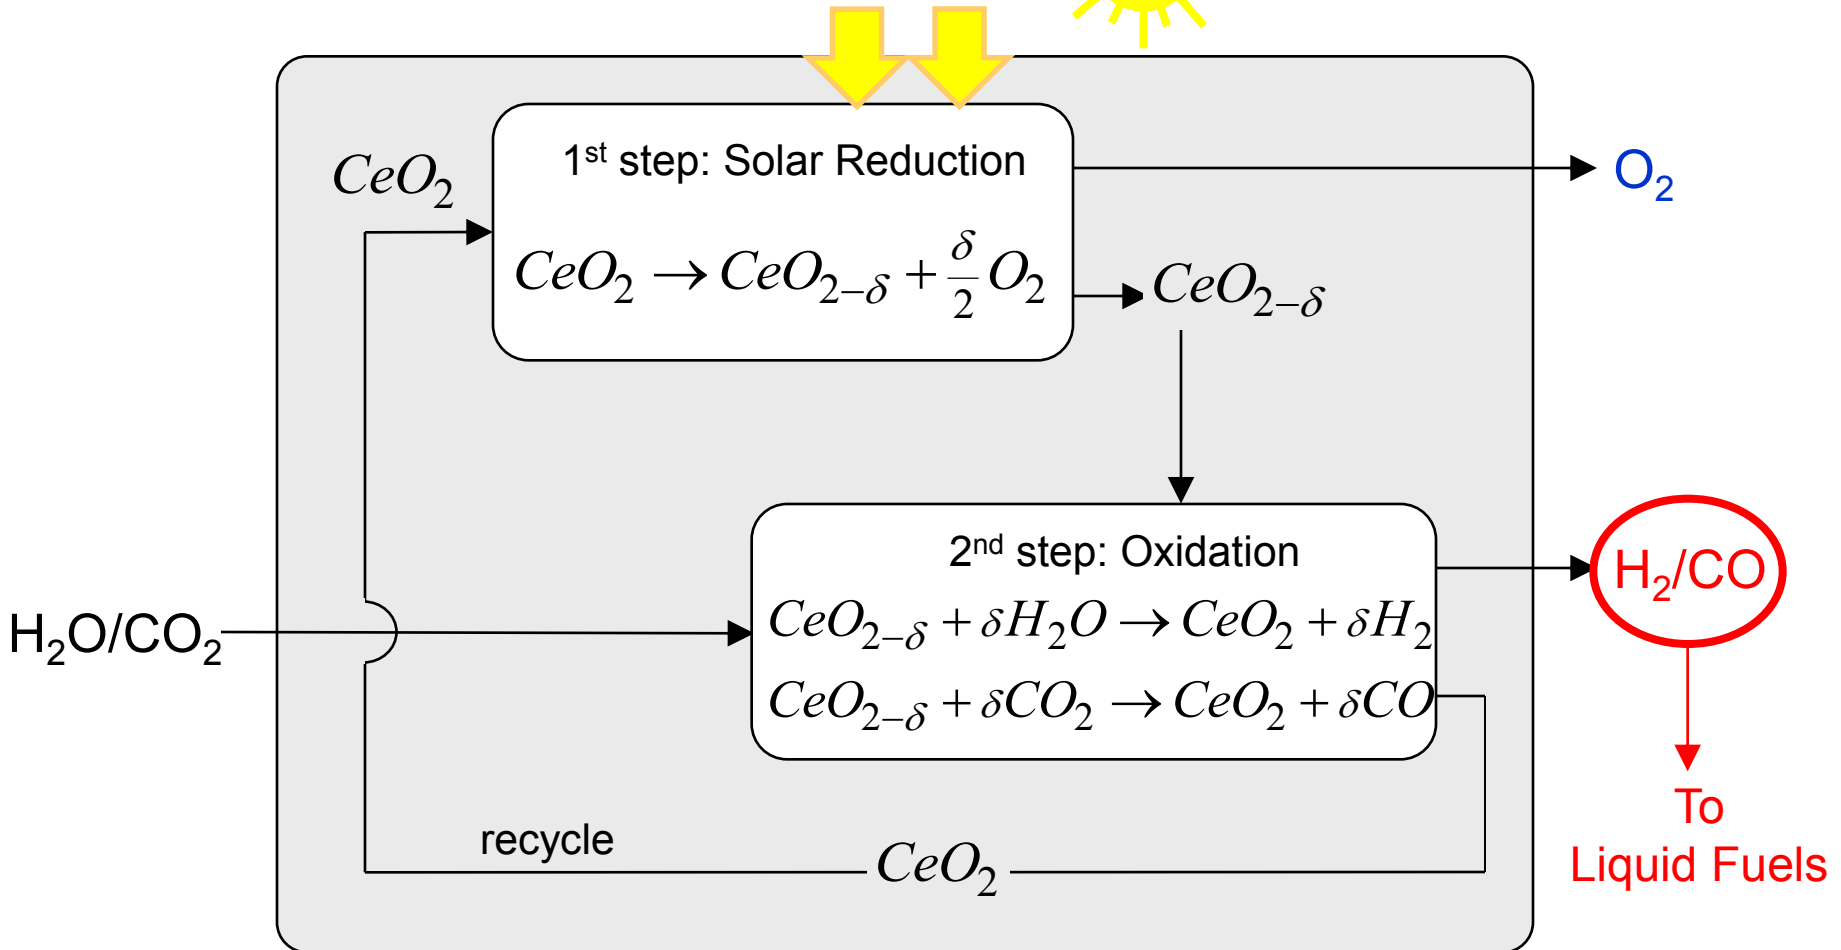 1st step: Solar Reduction
CeO₂
O₂
CeO₂ → CeO₂₋δ + δ/2 O₂
CeO₂₋δ
2nd step: Oxidation
H₂/CO
CeO₂₋δ + δH₂O → CeO₂ + δH₂
H₂O/CO₂
CeO₂₋δ + δCO₂ → CeO₂ + δCO
To
Liquid Fuels
recycle
CeO₂